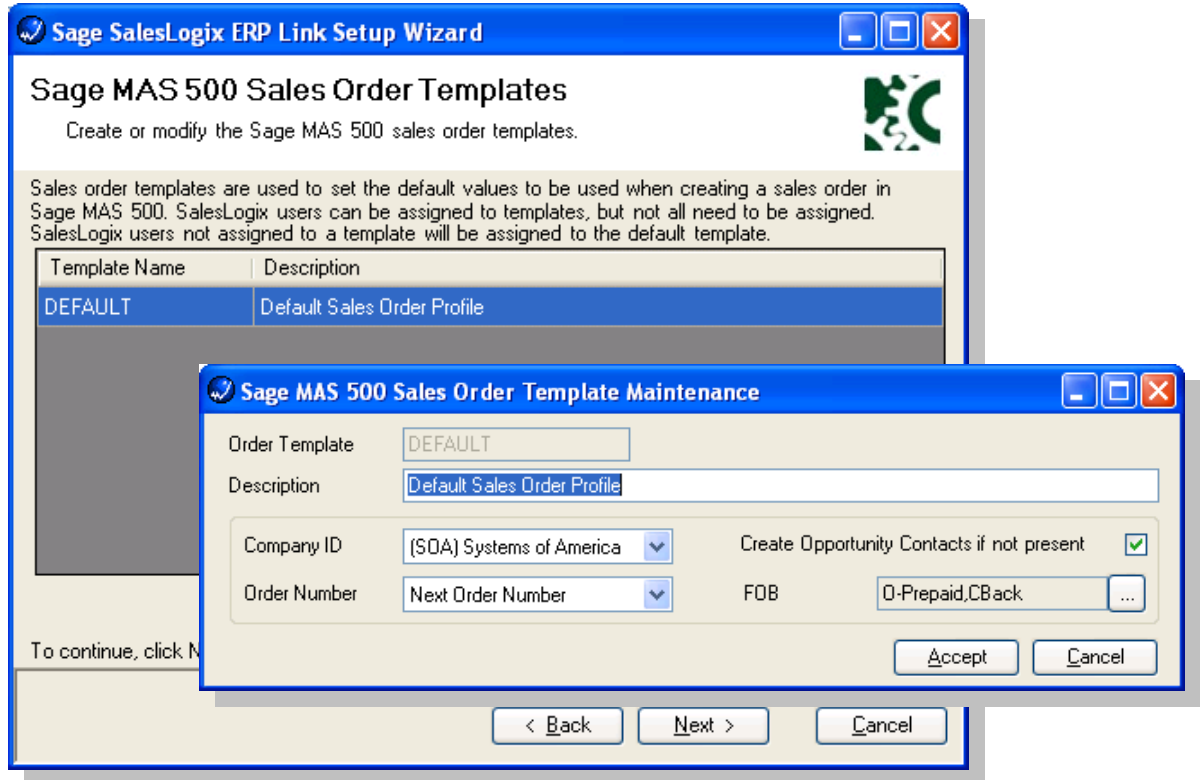 Sage SalesLogix ERP Link Setup Wizard
Sage MAS 500 Sales Order Templates
Create or modify the Sage MAS 500 sales order templates.
Sales order templates are used to set the default values to be used when creating a sales order in
Sage MAS 500. SalesLogix users can be assigned to templates, but not all need to be assigned.
SalesLogix users not assigned to a template will be assigned to the default template.
Template Name Description
DEFAULT Default Sales Order Profile
Sage MAS 500 Sales Order Template Maintenance
Order Template DEFAULT
Description Default Sales Order Profile
Company ID (SOA) Systems of America Create Opportunity Contacts if not present
Order Number Next Order Number FOB O-Prepaid,CBack ...
Accept Cancel
To continue, click N
< Back Next > Cancel